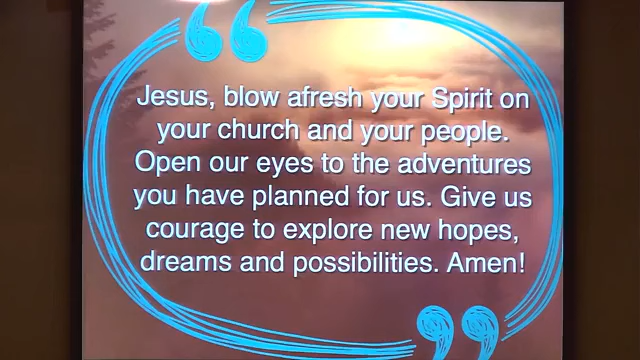 Jesus, blow afresh your Spirit on
your church and your people.
Open our eyes to the adventures
you have planned for us. Give us
courage to explore new hopes,
dreams and possibilities. Amen!